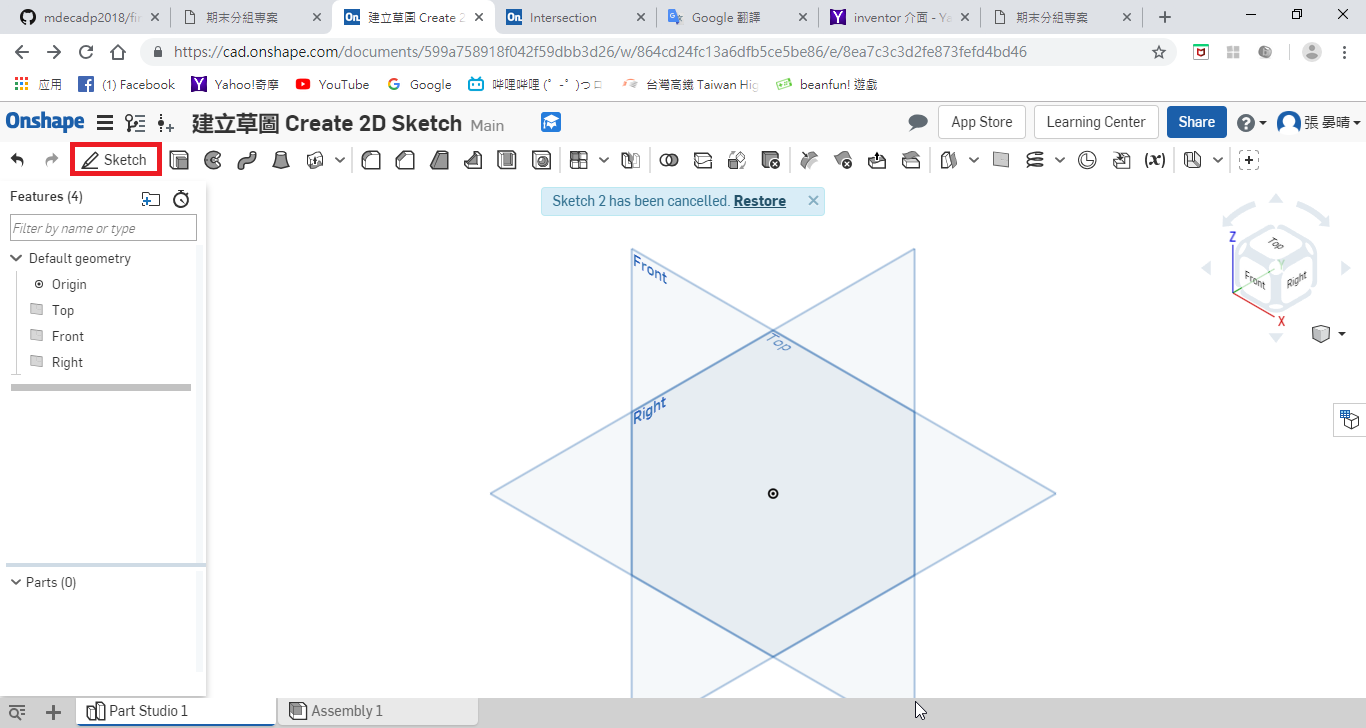 mdecadp2018/fir
期末分組專案
建立草圖 Create 2
Intersection
Google 翻譯
inventor 介面 - Ya
期末分組專案
https://cad.onshape.com/documents/599a758918f042f59dbb3d26/w/864cd24fc13a6dfb5ce5be86/e/8ea7c3c3d2fe873fefd4bd46
应用
(1) Facebook
Yahoo!奇摩
YouTube
Google
哔哩哔哩 (゜-゜)つロ
台灣高鐵 Taiwan Hig
beanfun! 遊戲
Onshape
建立草圖 Create 2D Sketch Main
App Store
Learning Center
Share
張 晏晴
Sketch
(x)
Features (4)
Sketch 2 has been cancelled. Restore
Filter by name or type
Default geometry
Origin
Top
Front
Right
Parts (0)
Front
Top
Right
Z
Top
Front
Right
X
Part Studio 1
Assembly 1